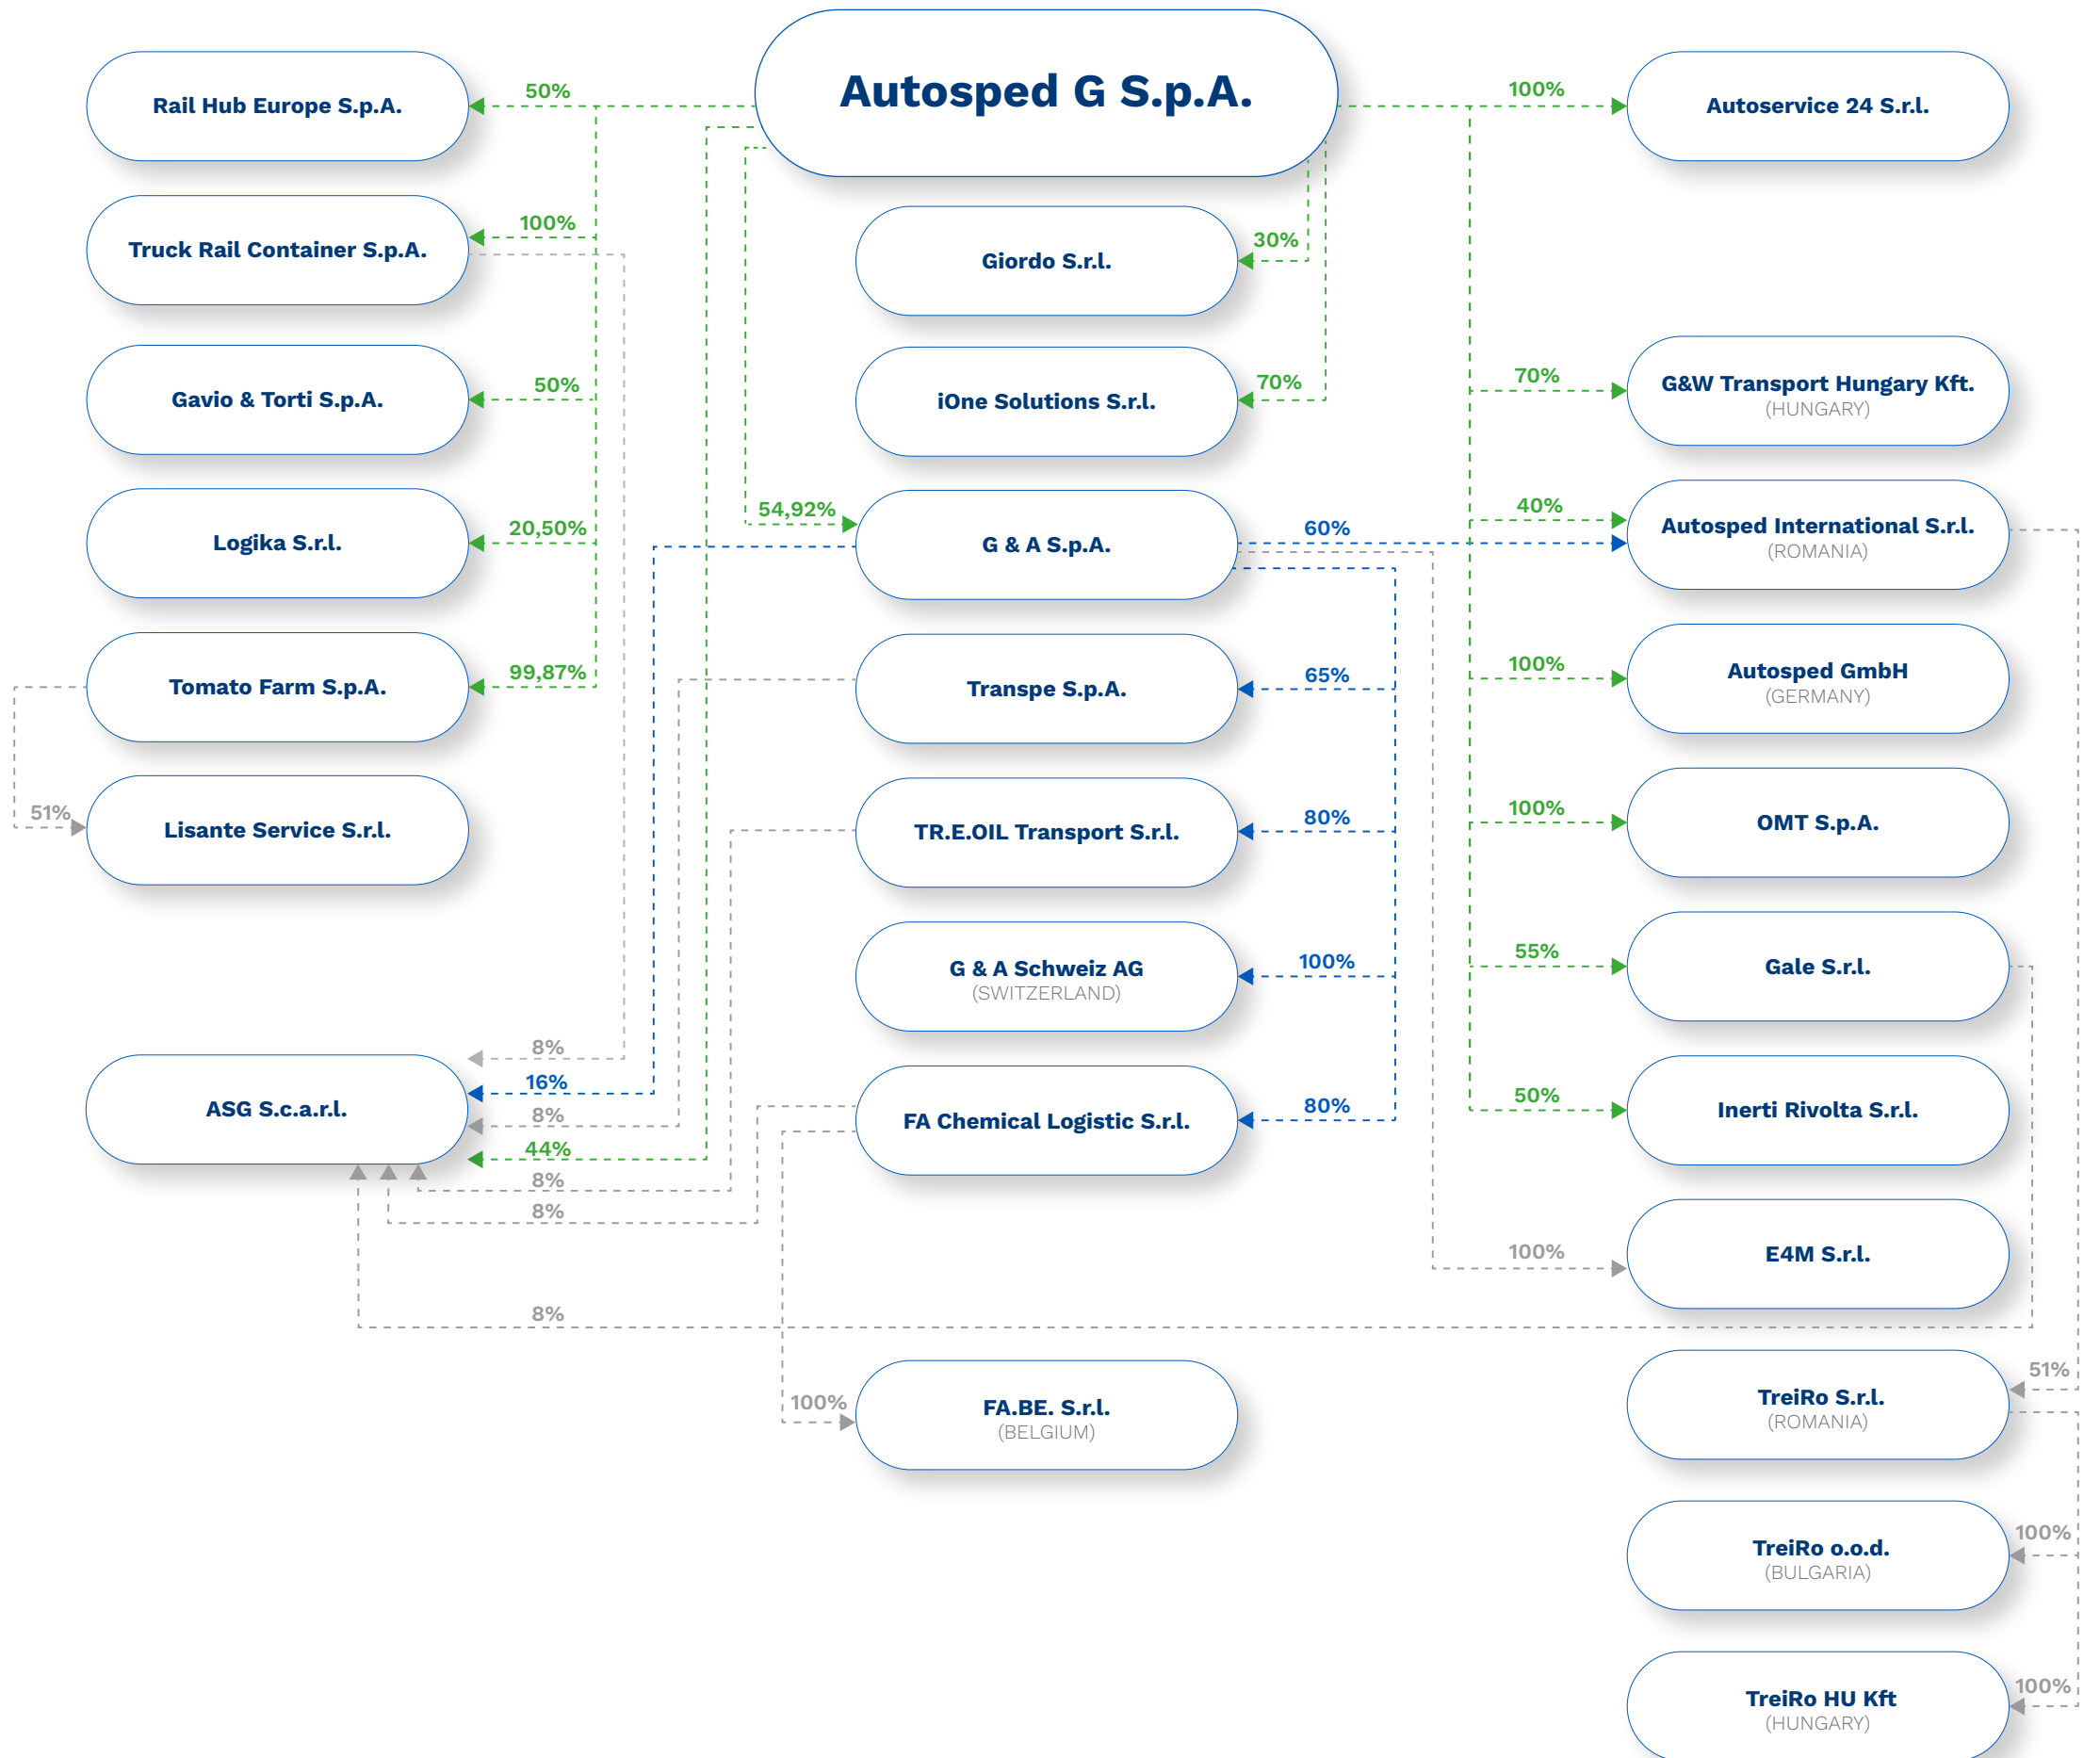 Autosped G S.p.A.
50%
100%
Rail Hub Europe S.p.A.
Autoservice 24 S.r.l.
100%
Truck Rail Container S.p.A.
30%
Giordo S.r.l.
50%
Gavio & Torti S.p.A.
70%
iOne Solutions S.r.l.
70%
G&W Transport Hungary Kft.
(HUNGARY)
20,50%
Logika S.r.l.
54,92%
G & A S.p.A.
60%
40%
Autosped International S.r.l.
(ROMANIA)
99,87%
Tomato Farm S.p.A.
65%
Transpe S.p.A.
100%
Autosped GmbH
(GERMANY)
51%
Lisante Service S.r.l.
80%
TR.E.OIL Transport S.r.l.
100%
OMT S.p.A.
100%
G & A Schweiz AG
(SWITZERLAND)
55%
Gale S.r.l.
8%
16%
8%
44%
8%
8%
ASG S.c.a.r.l.
80%
FA Chemical Logistic S.r.l.
50%
Inerti Rivolta S.r.l.
100%
E4M S.r.l.
8%
100%
FA.BE. S.r.l.
(BELGIUM)
51%
TreiRo S.r.l.
(ROMANIA)
100%
TreiRo o.o.d.
(BULGARIA)
100%
TreiRo HU Kft
(HUNGARY)